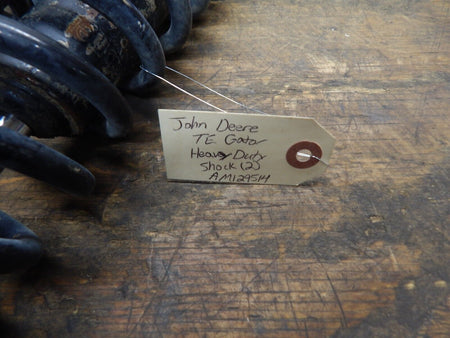 John Deere
TE Gator
Heavy Duty
Shock (2)
AM129514